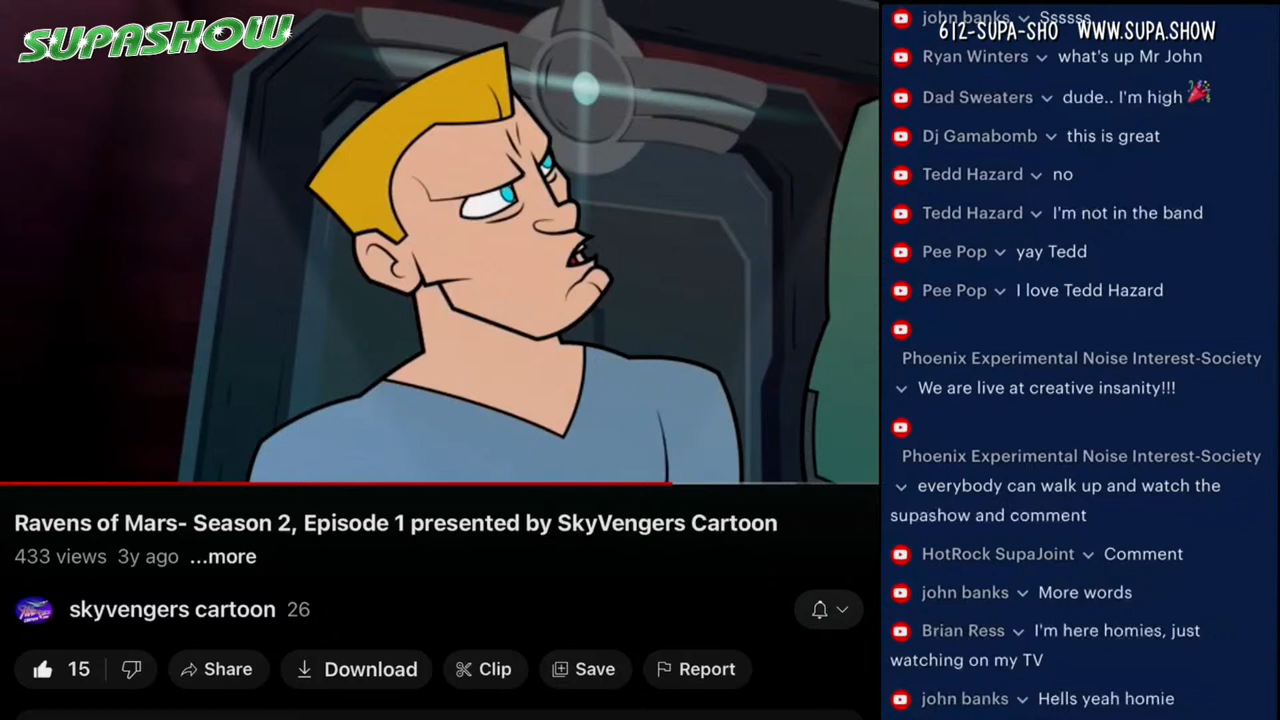 SUPASHOW
Ravens of Mars- Season 2, Episode 1 presented by SkyVengers Cartoon
433 views 3y ago ...more
skyvengers cartoon 26
15 Share Download Clip Save Report
john banks Sssss
612-SUPA-SHO WWW.SUPA.SHOW
Ryan Winters what's up Mr John
Dad Sweaters dude.. I'm high 🎉
Dj Gamabomb this is great
Tedd Hazard no
Tedd Hazard I'm not in the band
Pee Pop yay Tedd
Pee Pop I love Tedd Hazard
Phoenix Experimental Noise Interest-Society
We are live at creative insanity!!!
Phoenix Experimental Noise Interest-Society
everybody can walk up and watch the
supashow and comment
HotRock SupaJoint Comment
john banks More words
Brian Ress I'm here homies, just
watching on my TV
john banks Hells yeah homie